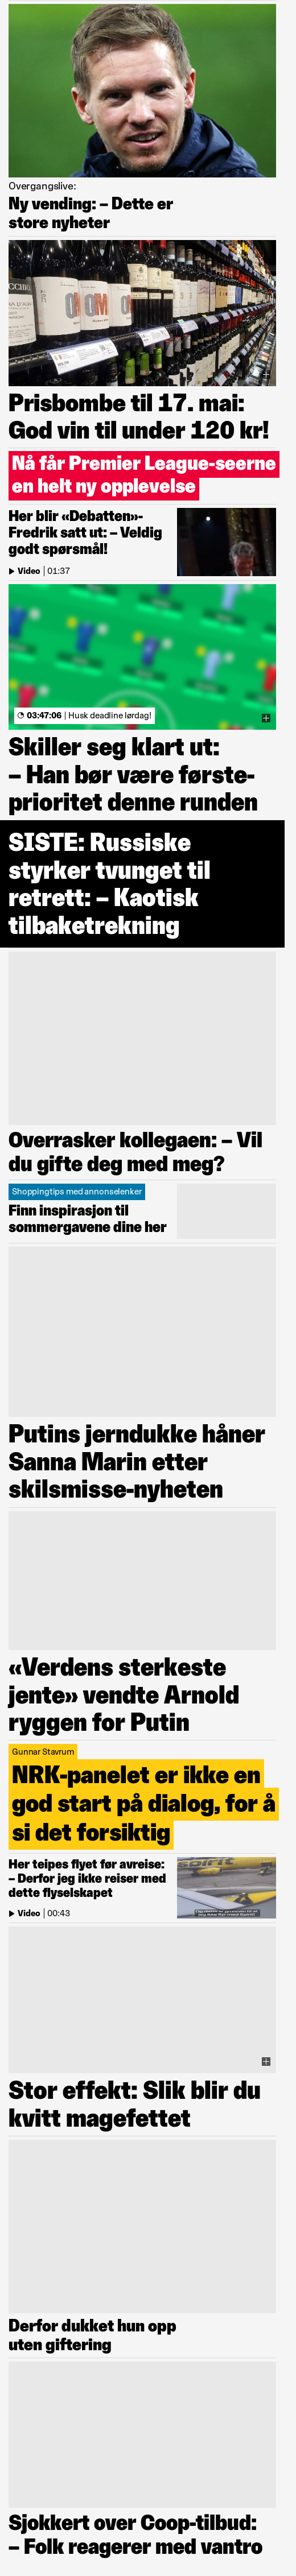 Overgangslive:
Ny vending: – Dette er
store nyheter
Prisbombe til 17. mai:
God vin til under 120 kr!
Nå får Premier League-seerne
en helt ny opplevelse
Her blir «Debatten»-
Fredrik satt ut: – Veldig
godt spørsmål!
Video | 01:37
03:47:06 | Husk deadline lørdag!
Skiller seg klart ut:
– Han bør være første-
prioritet denne runden
SISTE: Russiske
styrker tvunget til
retrett: – Kaotisk
tilbaketrekning
Overrasker kollegaen: – Vil
du gifte deg med meg?
Shoppingtips med annonselenker
Finn inspirasjon til
sommergavene dine her
Putins jerndukke håner
Sanna Marin etter
skilsmisse-nyheten
«Verdens sterkeste
jente» vendte Arnold
ryggen for Putin
Gunnar Stavrum
NRK-panelet er ikke en
god start på dialog, for å
si det forsiktig
Her teipes flyet før avreise:
– Derfor jeg ikke reiser med
dette flyselskapet
Video | 00:43
Stor effekt: Slik blir du
kvitt magefettet
Derfor dukket hun opp
uten giftering
Sjokkert over Coop-tilbud:
– Folk reagerer med vantro